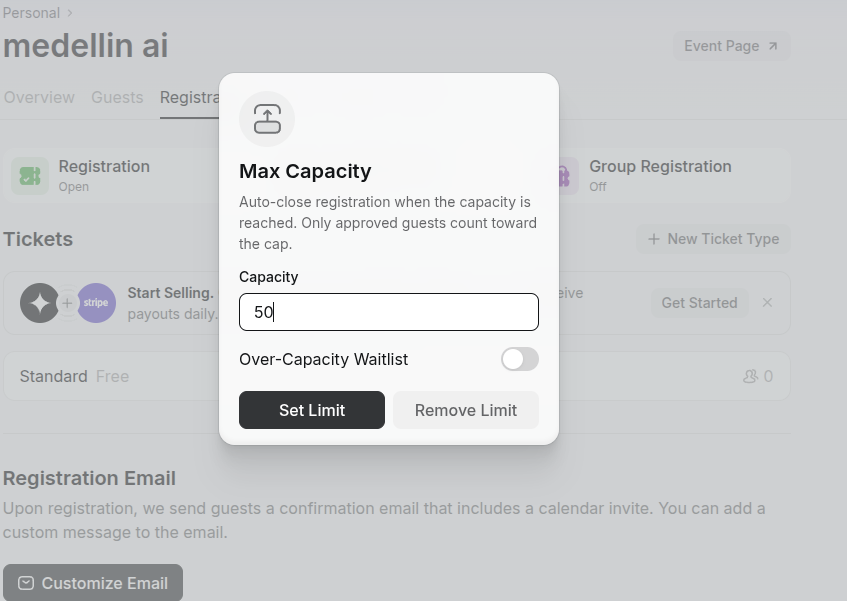 Personal
medellin ai
Event Page
Overview Guests Registra
Registration
Open
Group Registration
Off
Max Capacity
Auto-close registration when the capacity is
reached. Only approved guests count toward
the cap.
Capacity
50
Over-Capacity Waitlist
Set Limit Remove Limit
Tickets
New Ticket Type
stripe
Start Selling. eive
payouts daily.
Get Started
Standard Free
0
Registration Email
Upon registration, we send guests a confirmation email that includes a calendar invite. You can add a
custom message to the email.
Customize Email